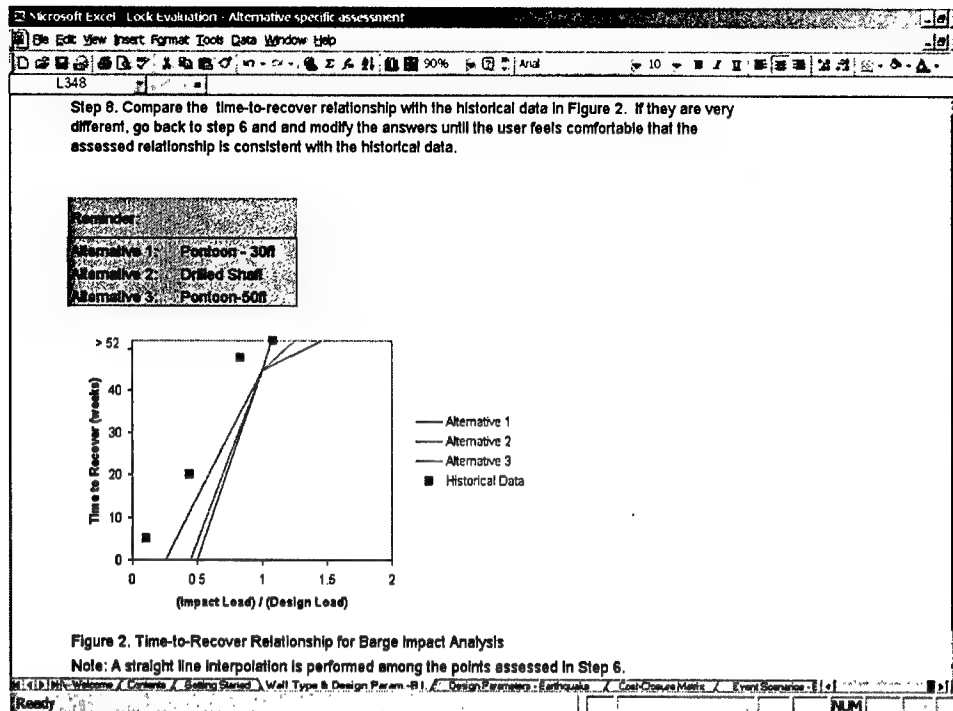 Microsoft Excel - Lock Evaluation - Alternative specific assessment
File Edit View Insert Format Tools Data Window Help
90% Arial 10 B I U
L348
Step 8. Compare the time-to-recover relationship with the historical data in Figure 2. If they are very
different, go back to step 6 and and modify the answers until the user feels comfortable that the
assessed relationship is consistent with the historical data.
Reminder:
Alternative 1: Pontoon - 30ft
Alternative 2: Drilled Shaft
Alternative 3: Pontoon-50ft
> 52
40
30
20
10
0
Time to Recover (weeks)
0 0.5 1 1.5 2
(Impact Load) / (Design Load)
Alternative 1
Alternative 2
Alternative 3
Historical Data
Figure 2. Time-to-Recover Relationship for Barge Impact Analysis
Note: A straight line interpolation is performed among the points assessed in Step 6.
Welcome / Contents / Getting Started \ Wall Type & Design Param.-B I. / Design Parameters - Earthquake / Cost-Closure Matrix / Event Scenarios - E
Ready NUM